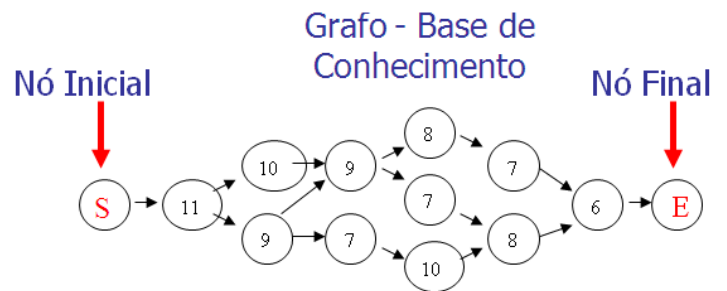 Grafo - Base de
Conhecimento
Nó Inicial
Nó Final
8
10
9
7
S
11
7
6
E
9
7
8
10